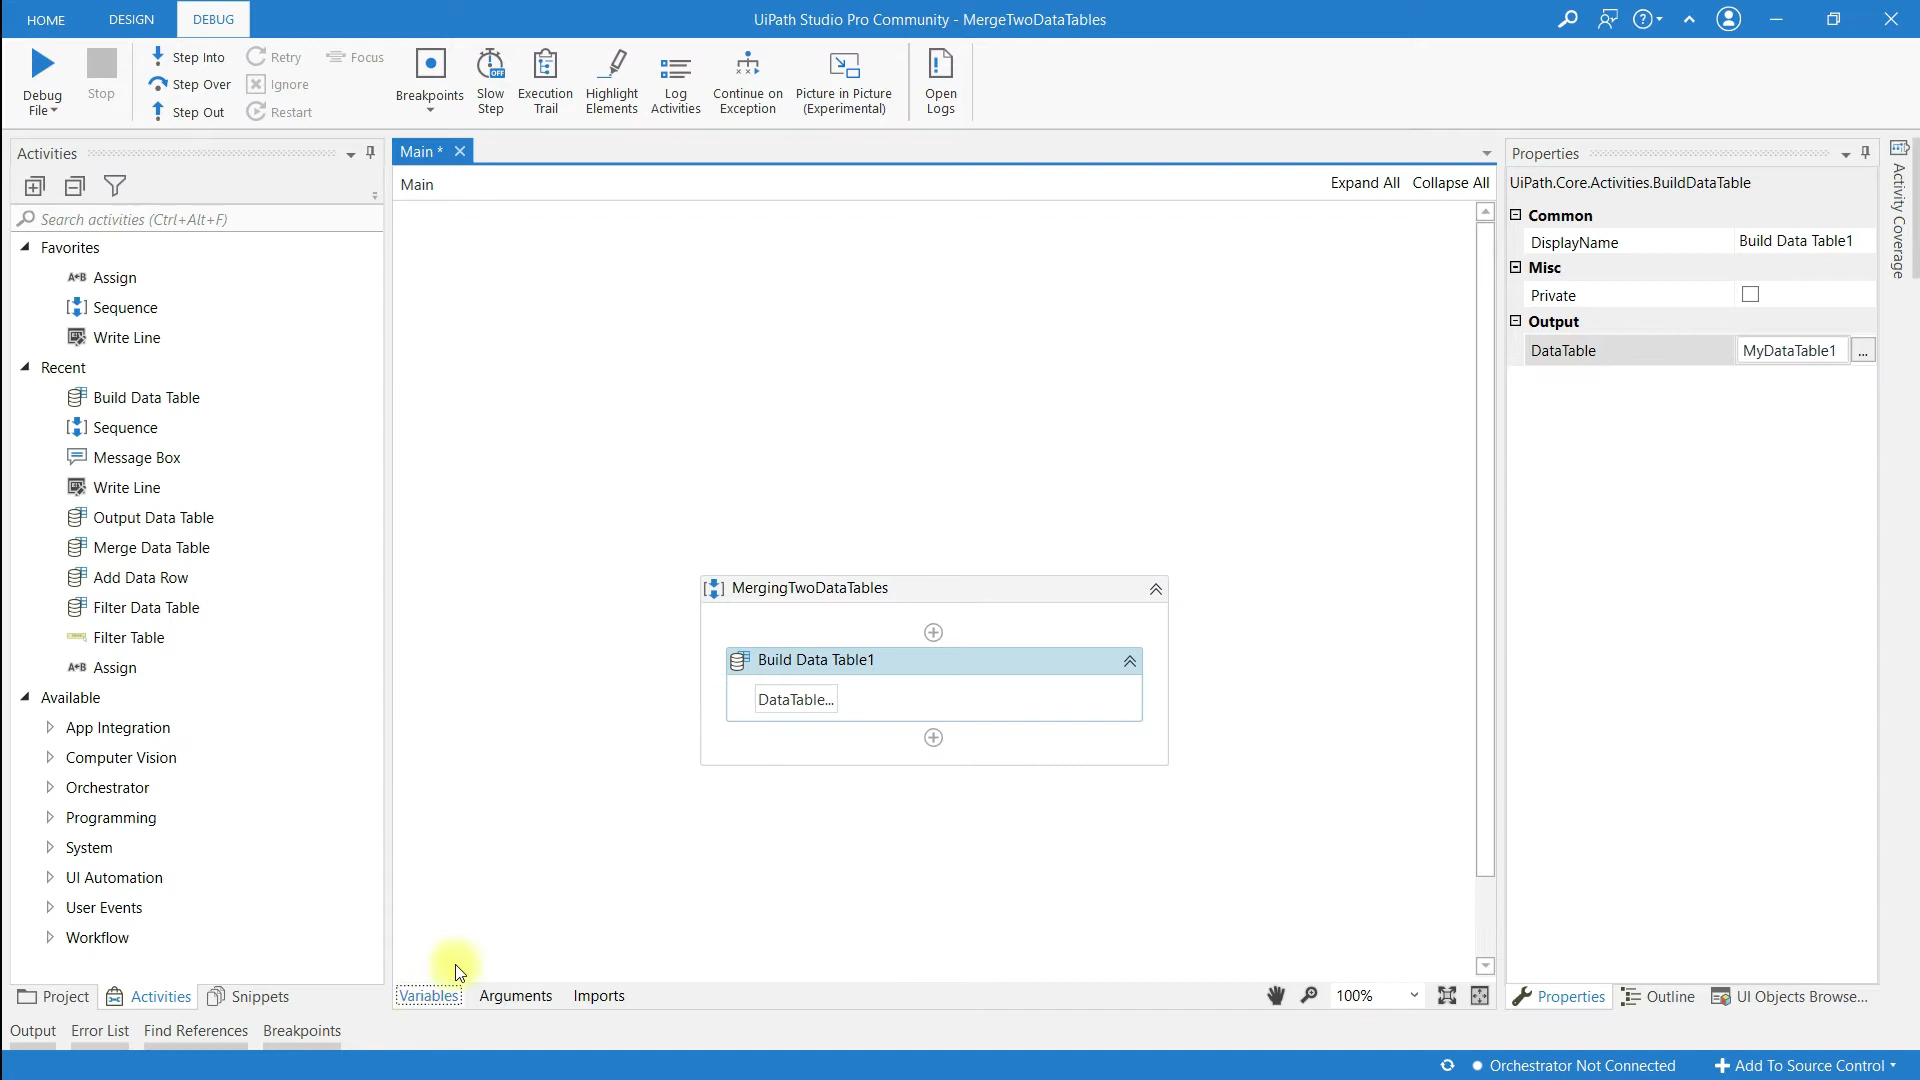 HOME DESIGN DEBUG UiPath Studio Pro Community - MergeTwoDataTables
Debug File
Stop
Step Into
Step Over
Step Out
Retry
Ignore
Restart
Focus
Breakpoints
Slow Step
OFF
Execution Trail
Highlight Elements
Log Activities
Continue on Exception
Picture in Picture (Experimental)
Open Logs
Activities
Search activities (Ctrl+Alt+F)
Favorites
A+B Assign
Sequence
Write Line
Recent
Build Data Table
Sequence
Message Box
Write Line
Output Data Table
Merge Data Table
Add Data Row
Filter Data Table
Filter Table
A+B Assign
Available
App Integration
Computer Vision
Orchestrator
Programming
System
UI Automation
User Events
Workflow
Project Activities Snippets
Main *
Main Expand All Collapse All
MergingTwoDataTables
Build Data Table1
DataTable...
Variables Arguments Imports 100%
Properties
UiPath.Core.Activities.BuildDataTable
Common
DisplayName Build Data Table1
Misc
Private
Output
DataTable MyDataTable1 ...
Properties Outline UI Objects Browse...
Activity Coverage
Output Error List Find References Breakpoints
Orchestrator Not Connected Add To Source Control